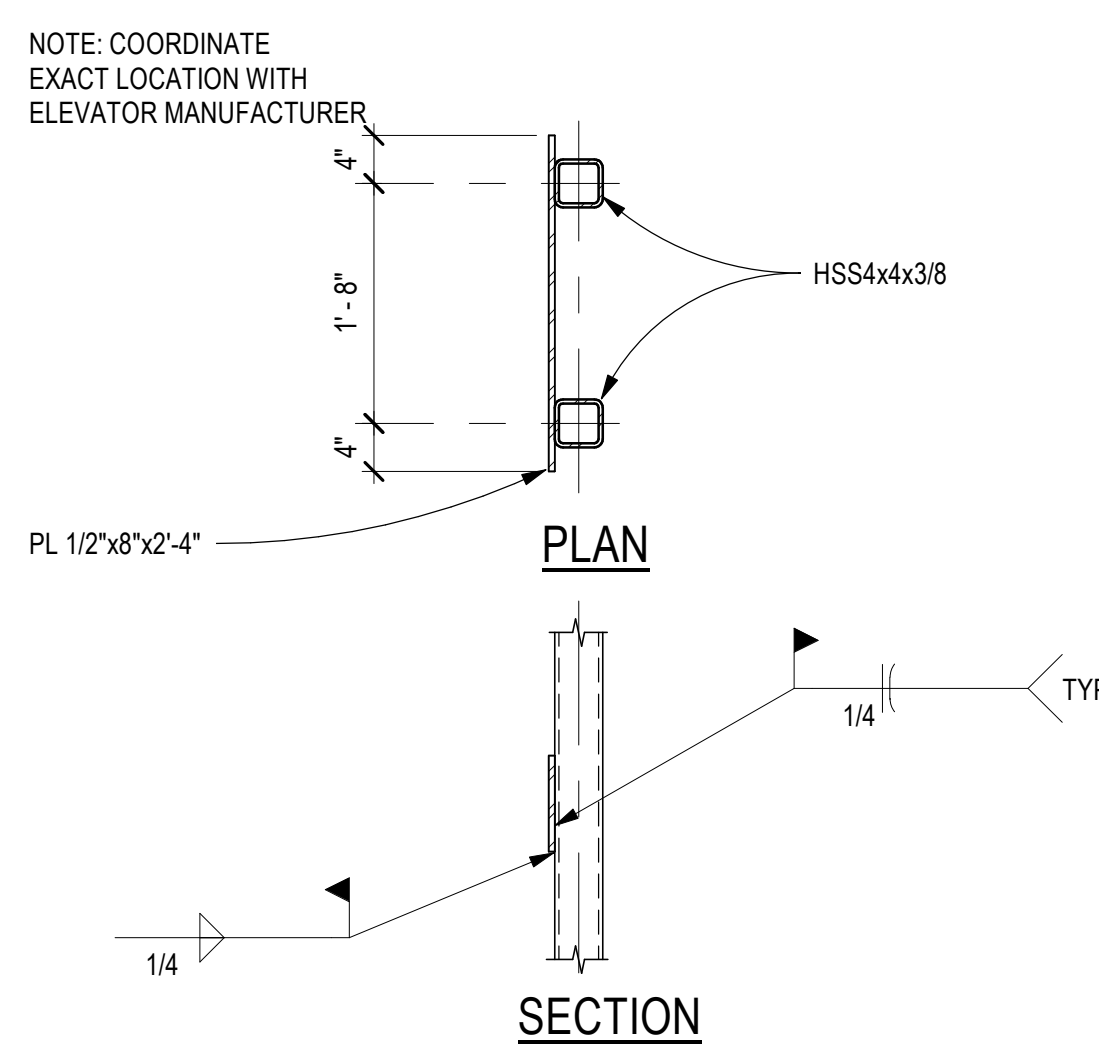 NOTE: COORDINATE
EXACT LOCATION WITH
ELEVATOR MANUFACTURER
4"
1' - 8"
4"
HSS4x4x3/8
PL 1/2"x8"x2'-4"
PLAN
1/4
TYP
1/4
SECTION